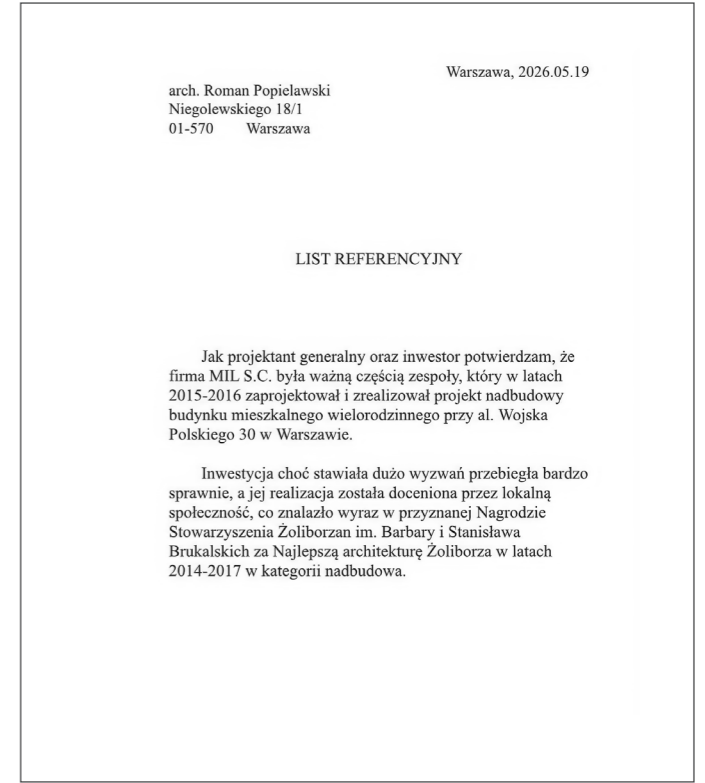 Warszawa, 2026.05.19
arch. Roman Popielawski
Niegolewskiego 18/1
01-570 Warszawa
LIST REFERENCYJNY
Jak projektant generalny oraz inwestor potwierdzam, że
firma MIL S.C. była ważną częścią zespoły, który w latach
2015-2016 zaprojektował i zrealizował projekt nadbudowy
budynku mieszkalnego wielorodzinnego przy al. Wojska
Polskiego 30 w Warszawie.
Inwestycja choć stawiała dużo wyzwań przebiegła bardzo
sprawnie, a jej realizacja została doceniona przez lokalną
społeczność, co znalazło wyraz w przyznanej Nagrodzie
Stowarzyszenia Żoliborzan im. Barbary i Stanisława
Brukalskich za Najlepszą architekturę Żoliborza w latach
2014-2017 w kategorii nadbudowa.